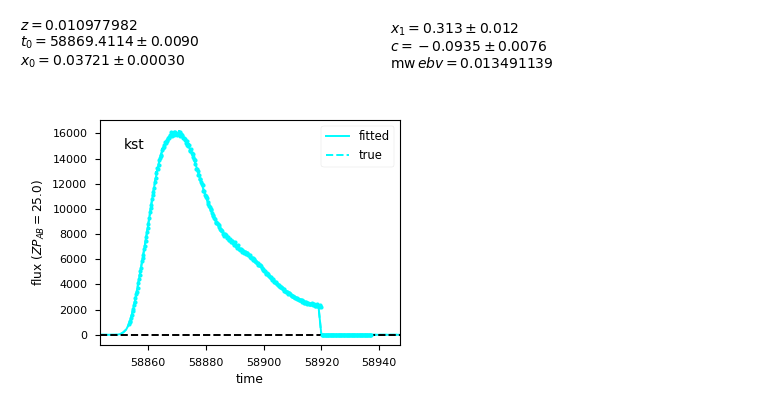 z = 0.010977982
t₀ = 58869.4114 ± 0.0090
x₀ = 0.03721 ± 0.00030
x₁ = 0.313 ± 0.012
c = −0.0935 ± 0.0076
mw ebv = 0.013491139
kst
fitted
true
16000
14000
12000
10000
8000
6000
4000
2000
0
flux (ZP_AB = 25.0)
58860 58880 58900 58920 58940
time